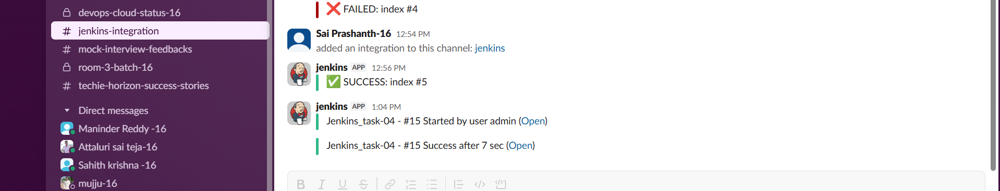 devops-cloud-status-16
# jenkins-integration
# mock-interview-feedbacks
room-3-batch-16
# techie-horizon-success-stories
Direct messages
Maninder Reddy -16
Attaluri sai teja-16
Sahith krishna -16
mujju-16
❌ FAILED: index #4
Sai Prashanth-16 12:54 PM
added an integration to this channel: jenkins
jenkins APP 12:56 PM
✅ SUCCESS: index #5
jenkins APP 1:04 PM
Jenkins_task-04 - #15 Started by user admin (Open)
Jenkins_task-04 - #15 Success after 7 sec (Open)
B I U S